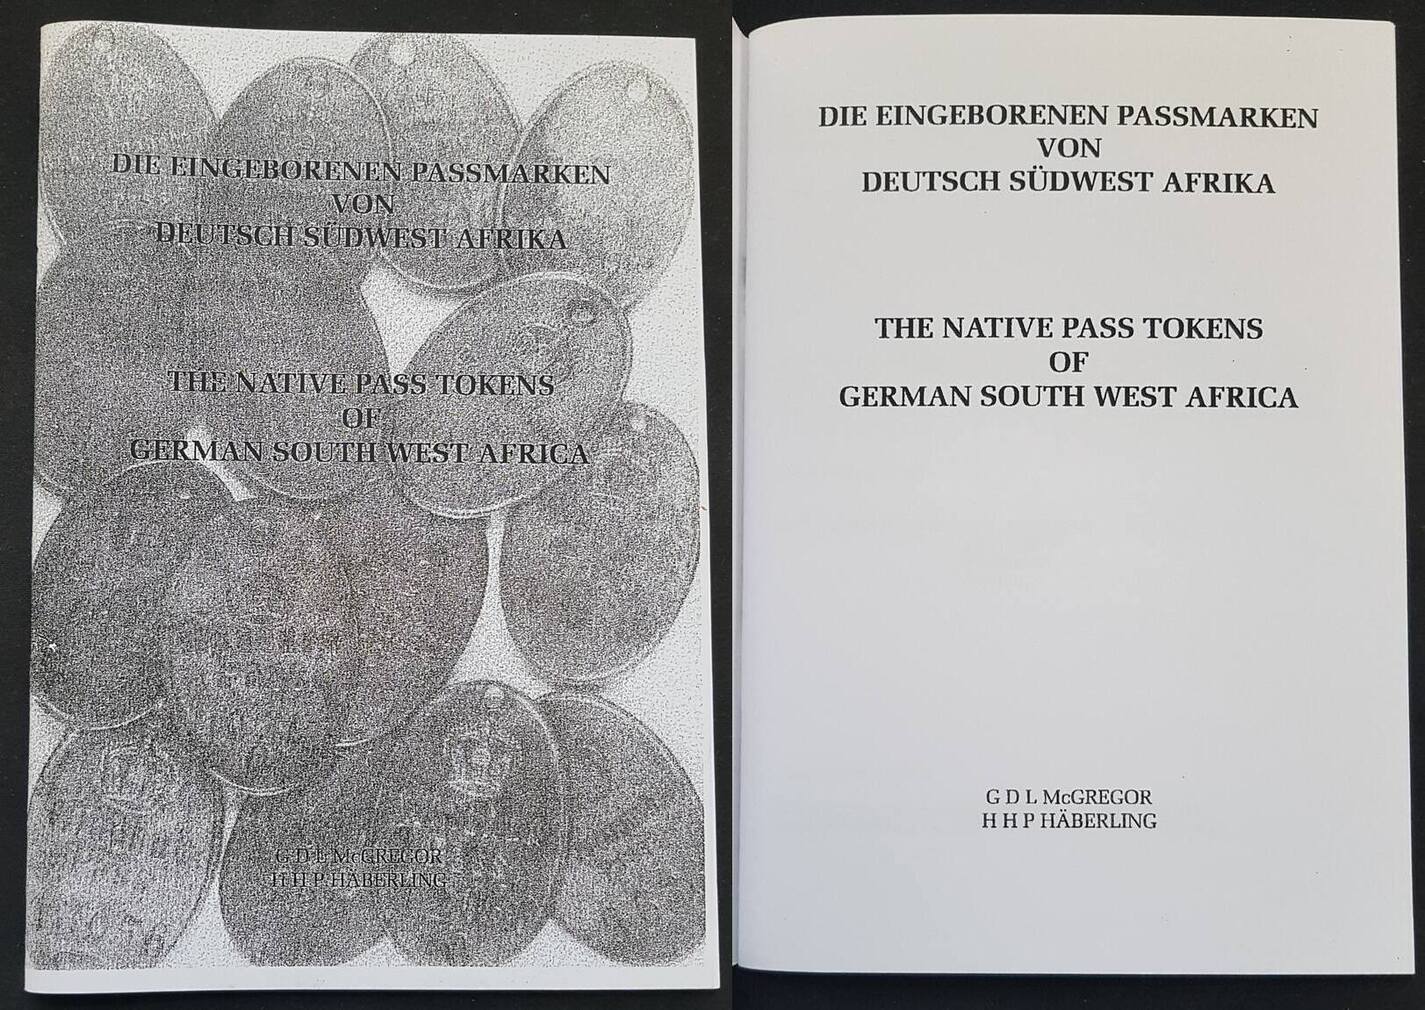 DIE EINGEBORENEN PASSMARKEN
VON
DEUTSCH SÜDWEST AFRIKA
THE NATIVE PASS TOKENS
OF
GERMAN SOUTH WEST AFRICA
G D L McGREGOR
H H P HÄBERLING
DIE EINGEBORENEN PASSMARKEN
VON
DEUTSCH SÜDWEST AFRIKA
THE NATIVE PASS TOKENS
OF
GERMAN SOUTH WEST AFRICA
G D L McGREGOR
H H P HÄBERLING